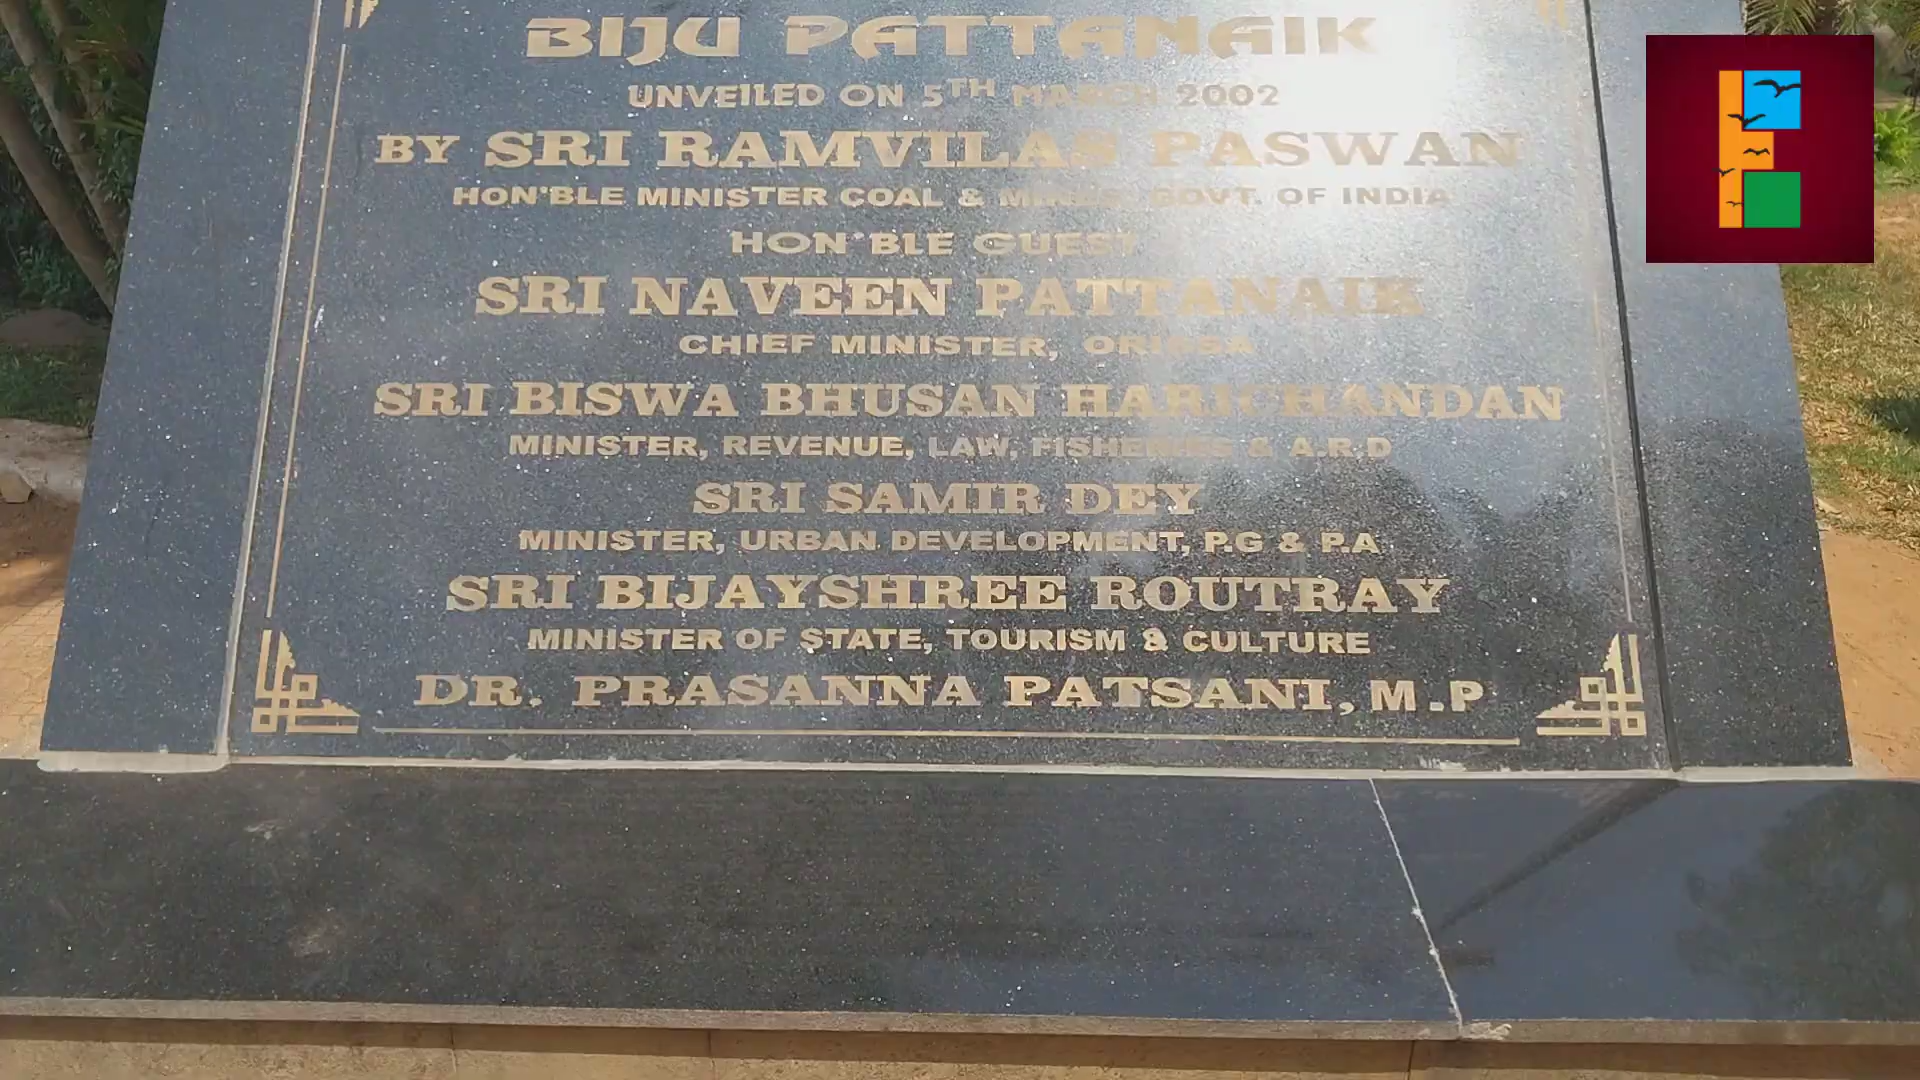 BIJU PATTANAIK
UNVEILED ON 5TH MARCH 2002
BY SRI RAMVILAS PASWAN
HON'BLE MINISTER COAL & MINES, GOVT. OF INDIA
HON'BLE GUEST
SRI NAVEEN PATTANAIK
CHIEF MINISTER, ORISSA
SRI BISWA BHUSAN HARICHANDAN
MINISTER, REVENUE, LAW, FISHERIES & A.R.D
SRI SAMIR DEY
MINISTER, URBAN DEVELOPMENT, P.G & P.A
SRI BIJAYSHREE ROUTRAY
MINISTER OF STATE, TOURISM & CULTURE
DR. PRASANNA PATSANI, M.P